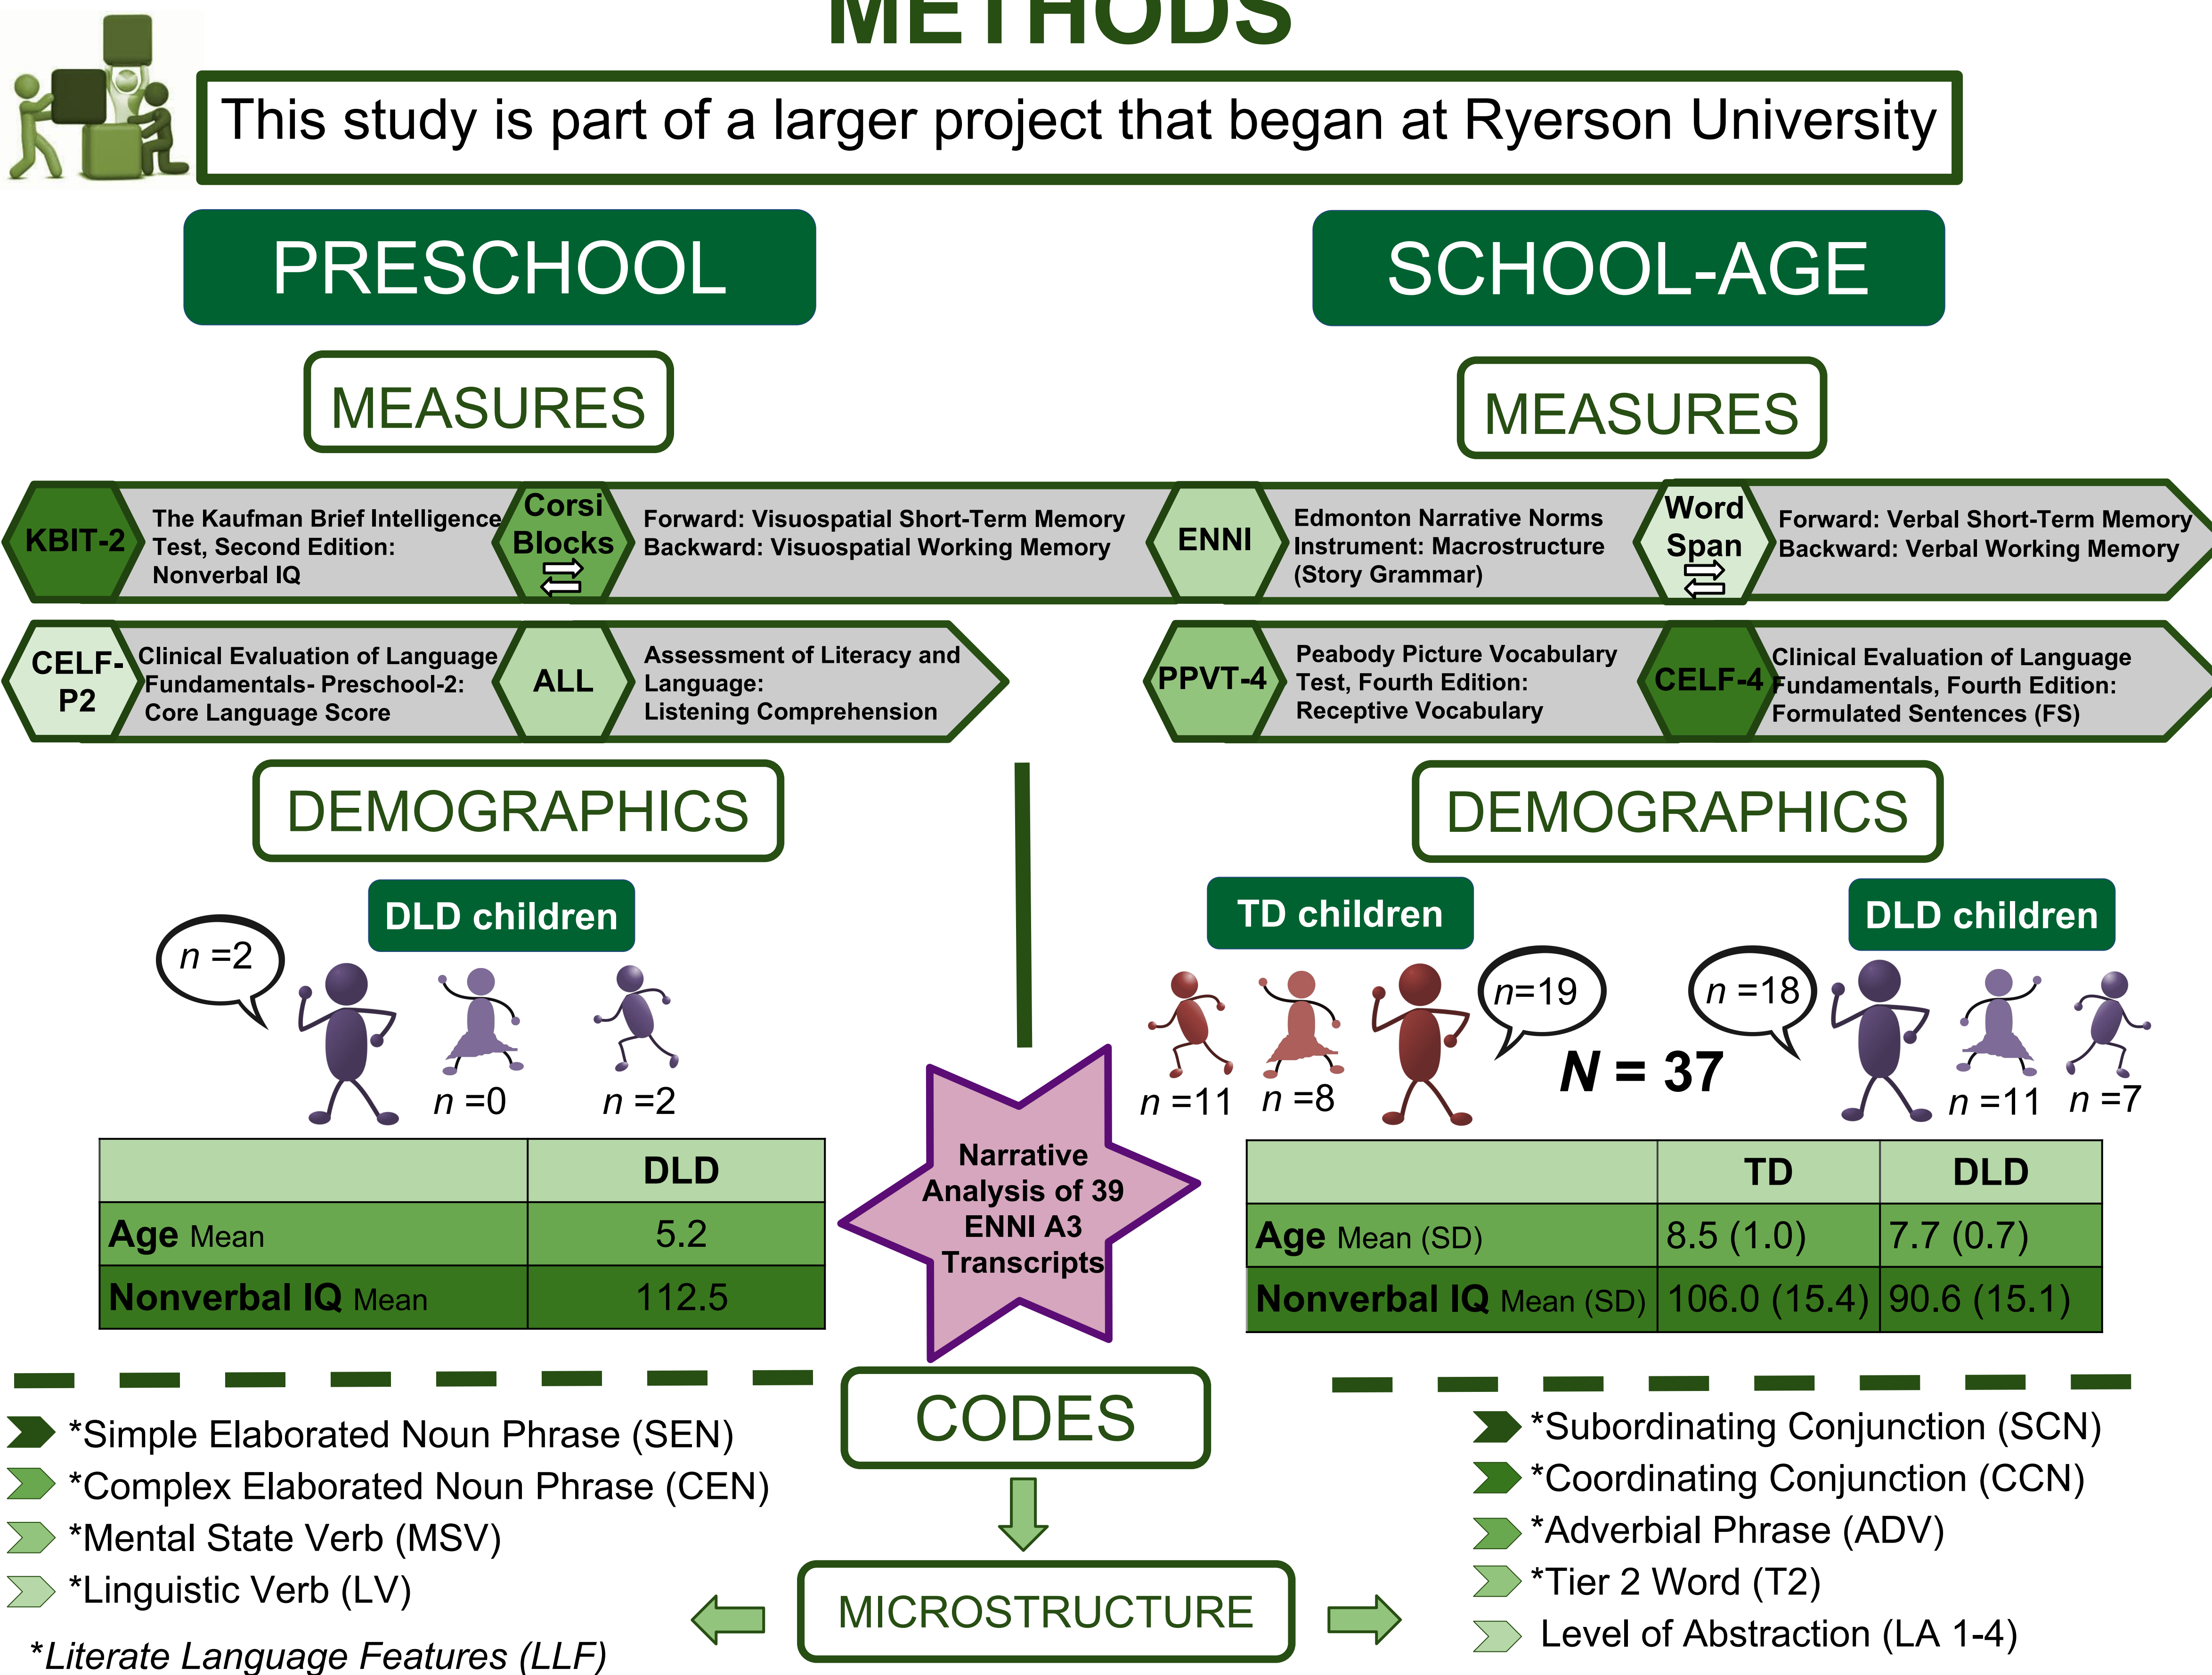 METHODS
This study is part of a larger project that began at Ryerson University
PRESCHOOL
SCHOOL-AGE
MEASURES
MEASURES
KBIT-2
The Kaufman Brief Intelligence
Test, Second Edition:
Nonverbal IQ
Corsi
Blocks
Forward: Visuospatial Short-Term Memory
Backward: Visuospatial Working Memory
ENNI
Edmonton Narrative Norms
Instrument: Macrostructure
(Story Grammar)
Word
Span
Forward: Verbal Short-Term Memory
Backward: Verbal Working Memory
CELF-
P2
Clinical Evaluation of Language
Fundamentals- Preschool-2:
Core Language Score
ALL
Assessment of Literacy and
Language:
Listening Comprehension
PPVT-4
Peabody Picture Vocabulary
Test, Fourth Edition:
Receptive Vocabulary
CELF-4
Clinical Evaluation of Language
Fundamentals, Fourth Edition:
Formulated Sentences (FS)
DEMOGRAPHICS
DLD children
n =2
n =0
n =2
DLD
Age Mean 5.2
Nonverbal IQ Mean 112.5
Narrative
Analysis of 39
ENNI A3
Transcripts
DEMOGRAPHICS
TD children
DLD children
n=19
n =18
N = 37
n =11
n =8
n =11
n =7
TD DLD
Age Mean (SD) 8.5 (1.0) 7.7 (0.7)
Nonverbal IQ Mean (SD) 106.0 (15.4) 90.6 (15.1)
CODES
MICROSTRUCTURE
*Simple Elaborated Noun Phrase (SEN)
*Complex Elaborated Noun Phrase (CEN)
*Mental State Verb (MSV)
*Linguistic Verb (LV)
*Literate Language Features (LLF)
*Subordinating Conjunction (SCN)
*Coordinating Conjunction (CCN)
*Adverbial Phrase (ADV)
*Tier 2 Word (T2)
Level of Abstraction (LA 1-4)